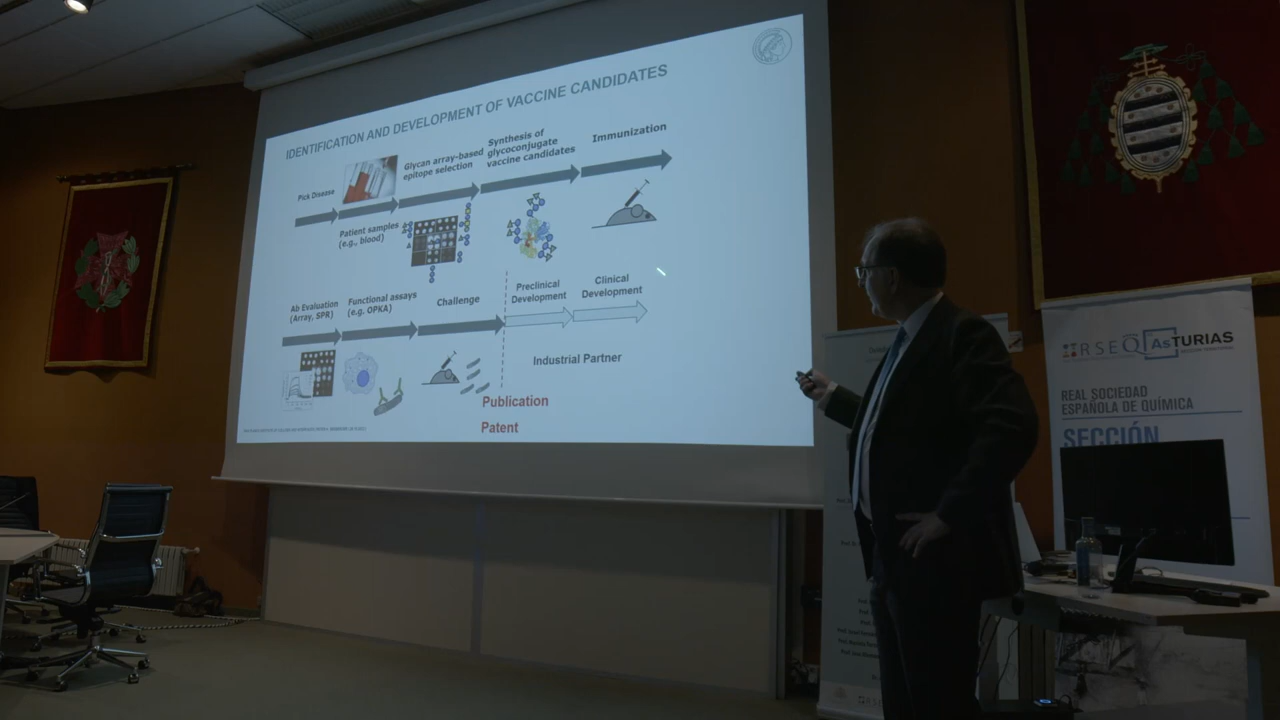 IDENTIFICATION AND DEVELOPMENT OF VACCINE CANDIDATES
Pick Disease
Patient samples
(e.g., blood)
Glycan array-based
epitope selection
Synthesis of
glycoconjugate
vaccine candidates
Immunization
Ab Evaluation
(Array, SPR)
Functional assays
(e.g. OPKA)
Challenge
Preclinical
Development
Clinical
Development
Industrial Partner
Publication
Patent
RSEQ
AsTURIAS
REAL SOCIEDAD
ESPAÑOLA DE QUÍMICA
SECCIÓN